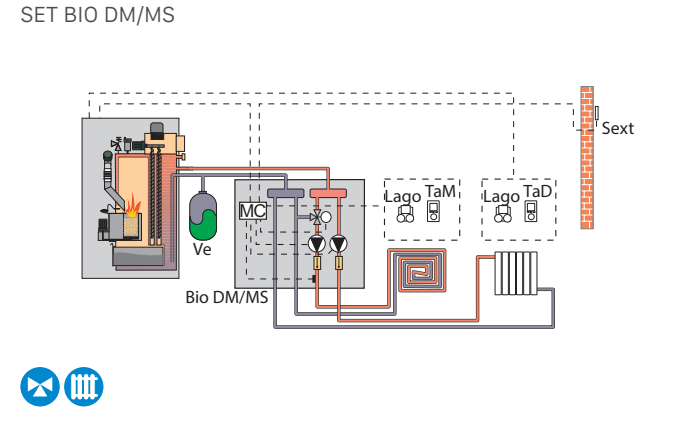 SET BIO DM/MS
Sext
Lago TaM
Lago TaD
MC
Ve
Bio DM/MS